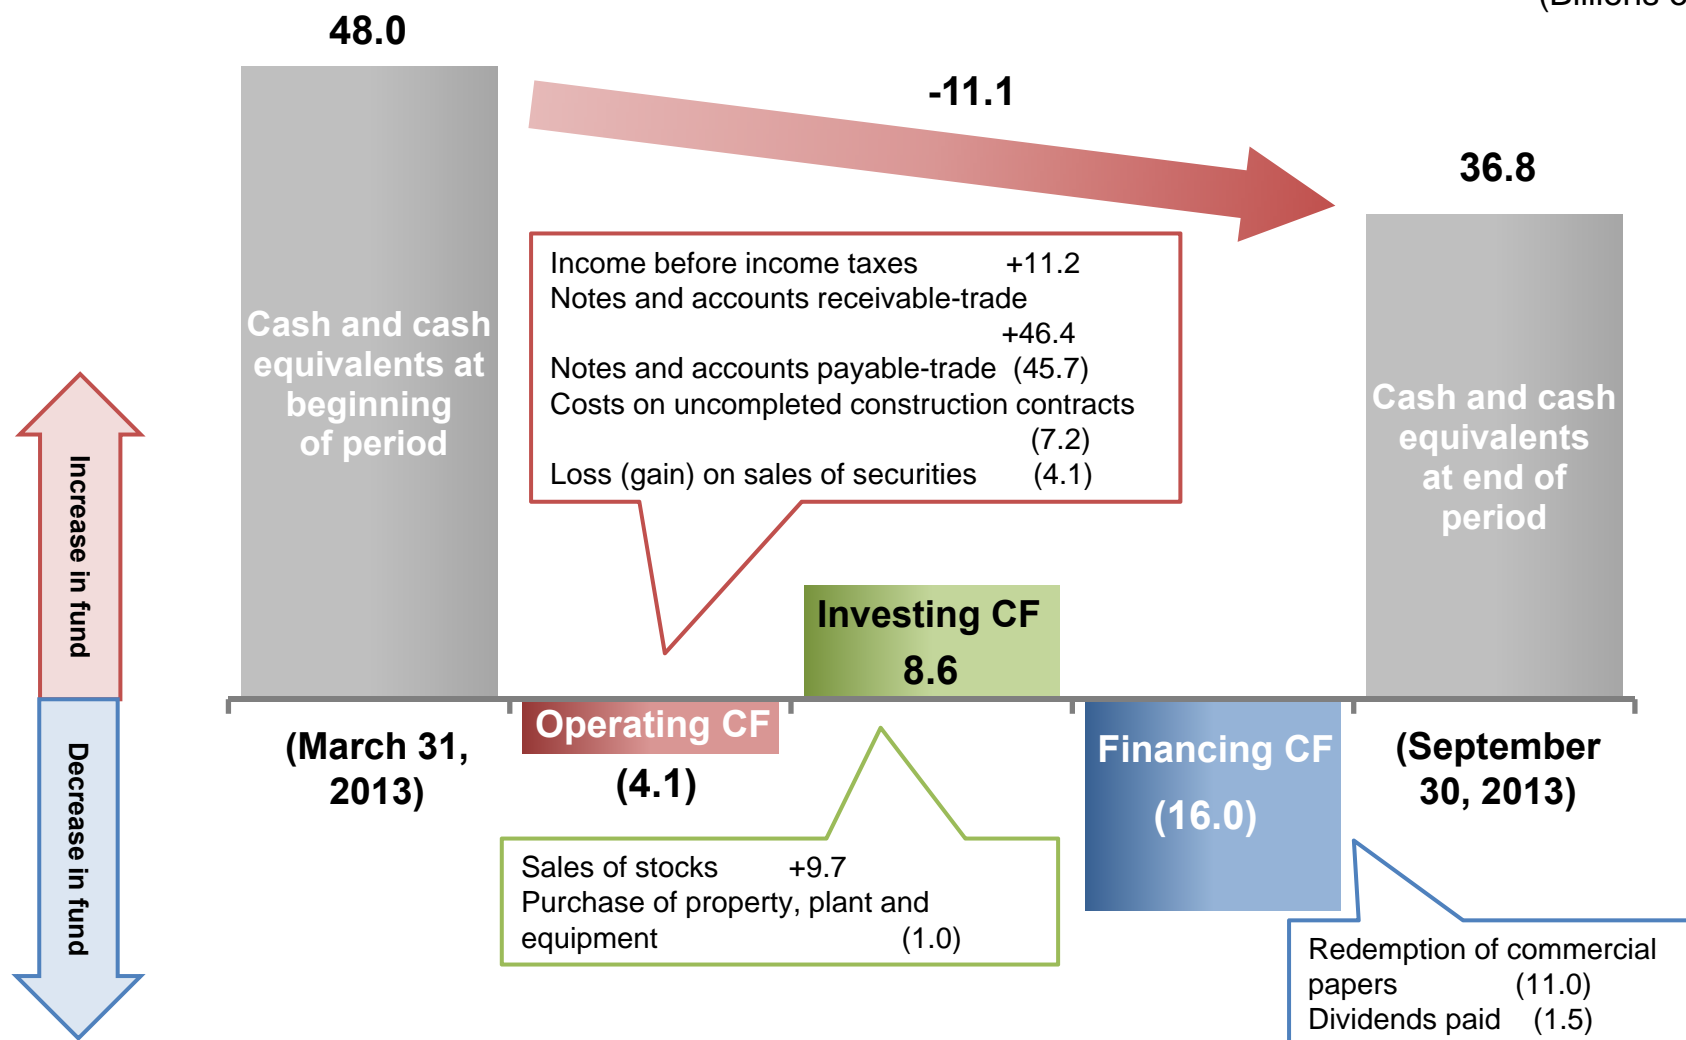 (Billions
48.0
-11.1
36.8
Income before income taxes +11.2
Notes and accounts receivable-trade
+46.4
Notes and accounts payable-trade (45.7)
Costs on uncompleted construction contracts
(7.2)
Loss (gain) on sales of securities (4.1)
Cash and cash
equivalents at
beginning
of period
Cash and cash
equivalents
at end of
period
Increase in fund
Decrease in fund
Investing CF
8.6
Operating CF
(4.1)
Financing CF
(16.0)
(March 31,
2013)
(September
30, 2013)
Sales of stocks +9.7
Purchase of property, plant and
equipment (1.0)
Redemption of commercial
papers (11.0)
Dividends paid (1.5)